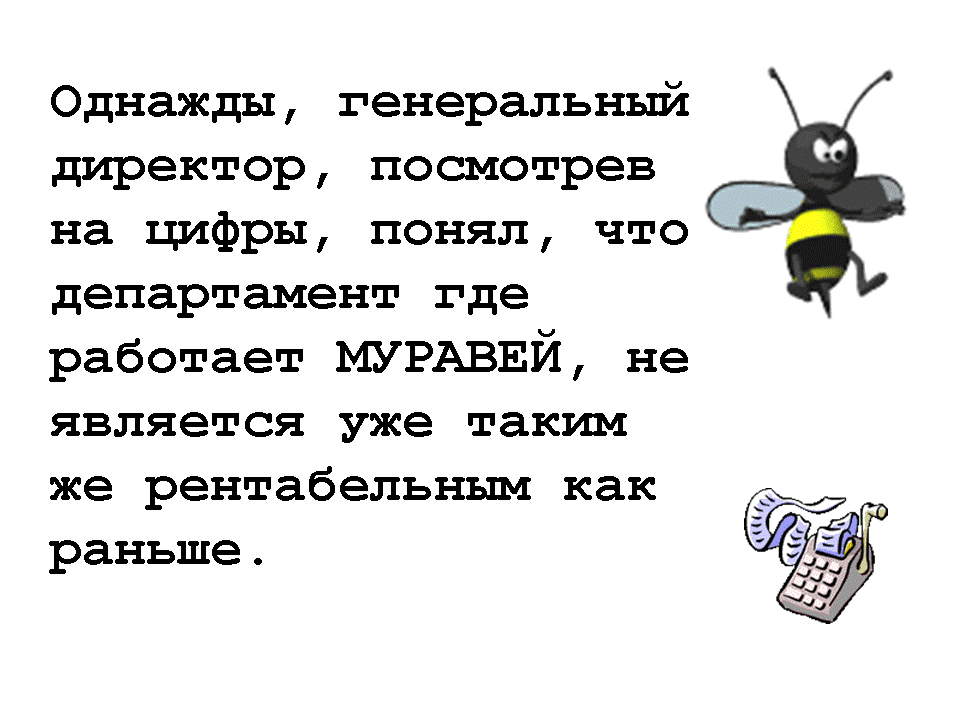 Однажды, генеральный
директор, посмотрев
на цифры, понял, что
департамент где
работает МУРАВЕЙ, не
является уже таким
же рентабельным как
раньше.